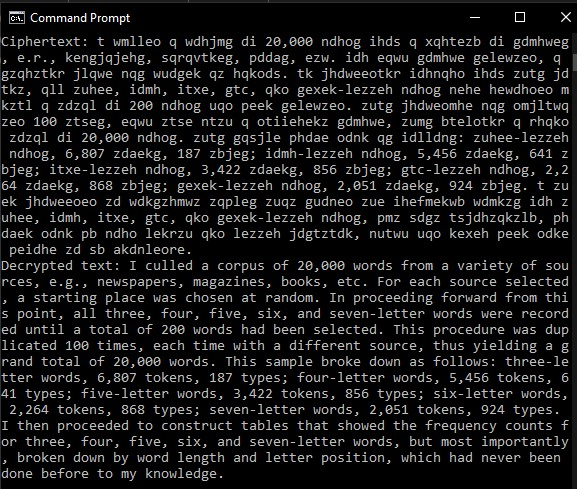 Command Prompt
Ciphertext: t wmlleo q wdhjmg di 20,000 ndhog ihds q xqhtezb di gdmhweg
, e.r., kengjqjehg, sqrqvtkeg, pddag, ezw. idh eqwu gdmhwe gelewzeo, q
gzqhztkr jlqwe nqg wudgek qz hqkods. tk jhdweeotkr idhnqho ihds zutg jd
tkz, qll zuhee, idmh, itxe, gtc, qko gexek-lezzeh ndhog nehe hewdhoeo m
kztl q zdzql di 200 ndhog uqo peek gelewzeo. zutg jhdweomhe nqg omjltwq
zeo 100 ztseg, eqwu ztse ntzu q otiiehekz gdmhwe, zumg btelotkr q rhqko
 zdzql di 20,000 ndhog. zutg gqsjle phdae odnk qg idlldng: zuhee-lezzeh
 ndhog, 6,807 zdaekg, 187 zbjeg; idmh-lezzeh ndhog, 5,456 zdaekg, 641 z
bjeg; itxe-lezzeh ndhog, 3,422 zdaekg, 856 zbjeg; gtc-lezzeh ndhog, 2,2
64 zdaekg, 868 zbjeg; gexek-lezzeh ndhog, 2,051 zdaekg, 924 zbjeg. t zu
ek jhdweeoeo zd wdkgzhmwz zqpleg zuqz gudneo zue ihefmekwb wdmkzg idh z
uhee, idmh, itxe, gtc, qko gexek-lezzeh ndhog, pmz sdgz tsjdhzqkzlb, ph
daek odnk pb ndho lekrzu qko lezzeh jdgtztdk, nutwu uqo kexeh peek odke
 peidhe zd sb akdnleore.
Decrypted text: I culled a corpus of 20,000 words from a variety of sou
rces, e.g., newspapers, magazines, books, etc. For each source selected
, a starting place was chosen at random. In proceeding forward from thi
s point, all three, four, five, six, and seven-letter words were record
ed until a total of 200 words had been selected. This procedure was dup
licated 100 times, each time with a different source, thus yielding a g
rand total of 20,000 words. This sample broke down as follows: three-le
tter words, 6,807 tokens, 187 types; four-letter words, 5,456 tokens, 6
41 types; five-letter words, 3,422 tokens, 856 types; six-letter words,
 2,264 tokens, 868 types; seven-letter words, 2,051 tokens, 924 types.
I then proceeded to construct tables that showed the frequency counts f
or three, four, five, six, and seven-letter words, but most importantly
, broken down by word length and letter position, which had never been
done before to my knowledge.